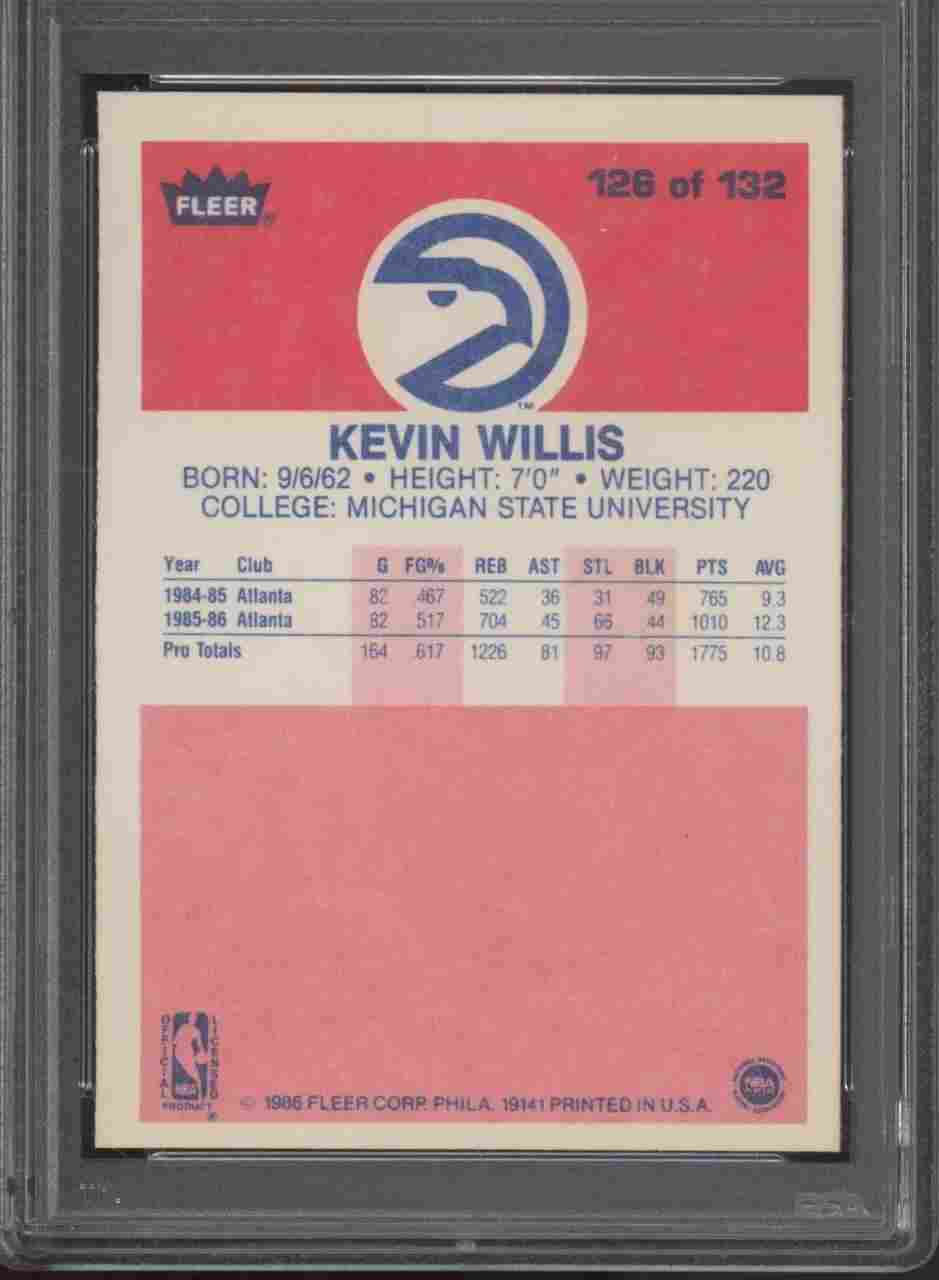 FLEER®
126 of 132
TM
KEVIN WILLIS
BORN: 9/6/62 • HEIGHT: 7'0" • WEIGHT: 220
COLLEGE: MICHIGAN STATE UNIVERSITY
Year Club G FG% REB AST STL BLK PTS AVG
1984-85 Atlanta 82 .467 522 36 31 49 765 9.3
1985-86 Atlanta 82 .517 704 45 66 44 1010 12.3
Pro Totals 164 .617 1226 81 97 93 1775 10.8
OFFICIAL LICENSED
PRODUCT ®
© 1986 FLEER CORP. PHILA. 19141 PRINTED IN U.S.A.
NBA